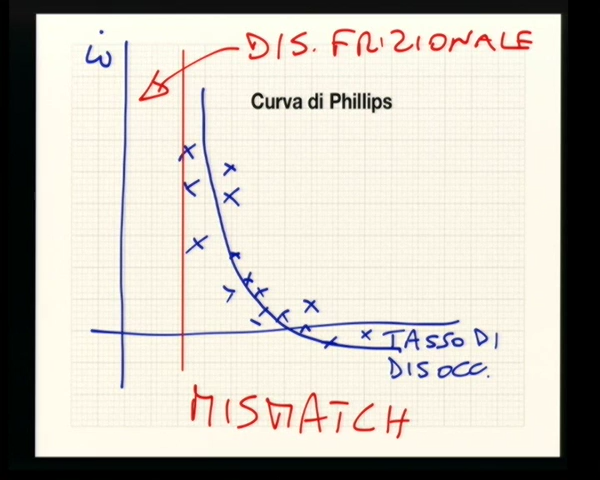 DIS. FRIZIONALE
ẇ
Curva di Phillips
TASSO DI
DISOCC.
MISMATCH